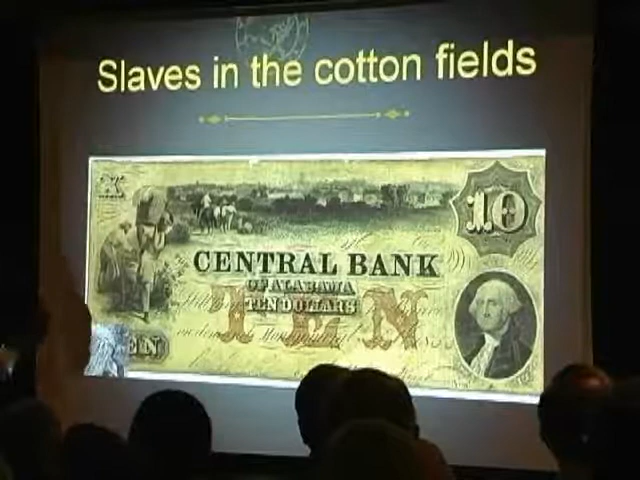 Slaves in the cotton fields
X
10
CENTRAL BANK
OF ALABAMA
TEN DOLLARS
TEN